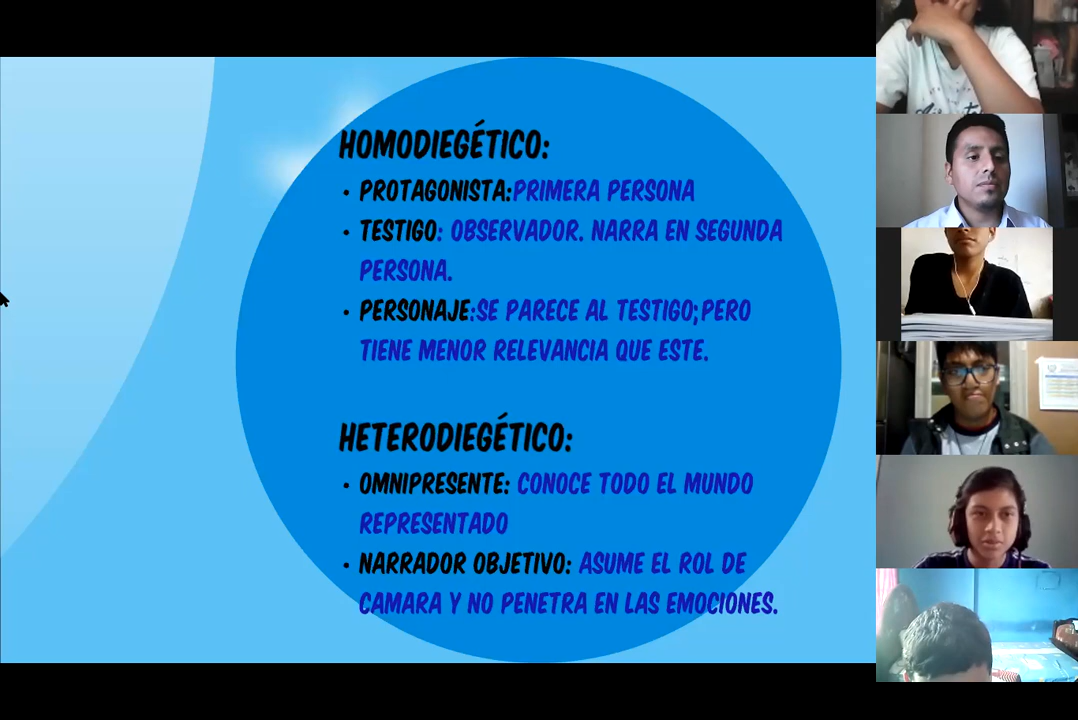 HOMODIEGÉTICO:
• PROTAGONISTA:PRIMERA PERSONA
• TESTIGO: OBSERVADOR. NARRA EN SEGUNDA
PERSONA.
• PERSONAJE:SE PARECE AL TESTIGO;PERO
TIENE MENOR RELEVANCIA QUE ESTE.
HETERODIEGÉTICO:
• OMNIPRESENTE: CONOCE TODO EL MUNDO
REPRESENTADO
• NARRADOR OBJETIVO: ASUME EL ROL DE
CAMARA Y NO PENETRA EN LAS EMOCIONES.